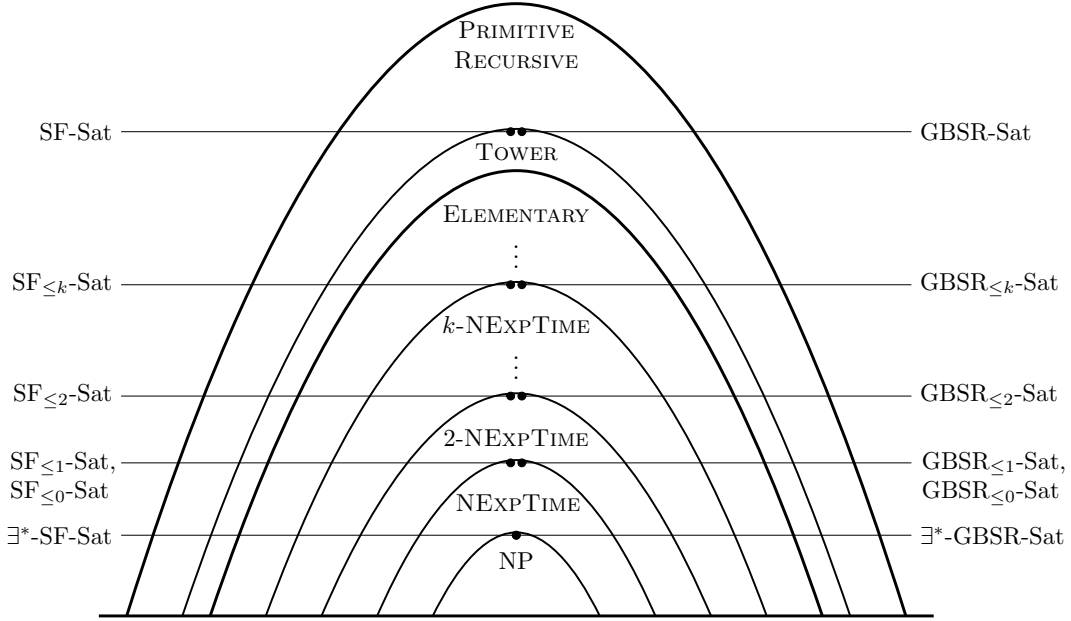 PRIMITIVE
RECURSIVE
SF-Sat
GBSR-Sat
TOWER
ELEMENTARY
⋮
SF≤k-Sat
GBSR≤k-Sat
k-NEXPTIME
⋮
SF≤2-Sat
GBSR≤2-Sat
2-NEXPTIME
SF≤1-Sat,
GBSR≤1-Sat,
SF≤0-Sat
NEXPTIME
GBSR≤0-Sat
∃*-SF-Sat
∃*-GBSR-Sat
NP